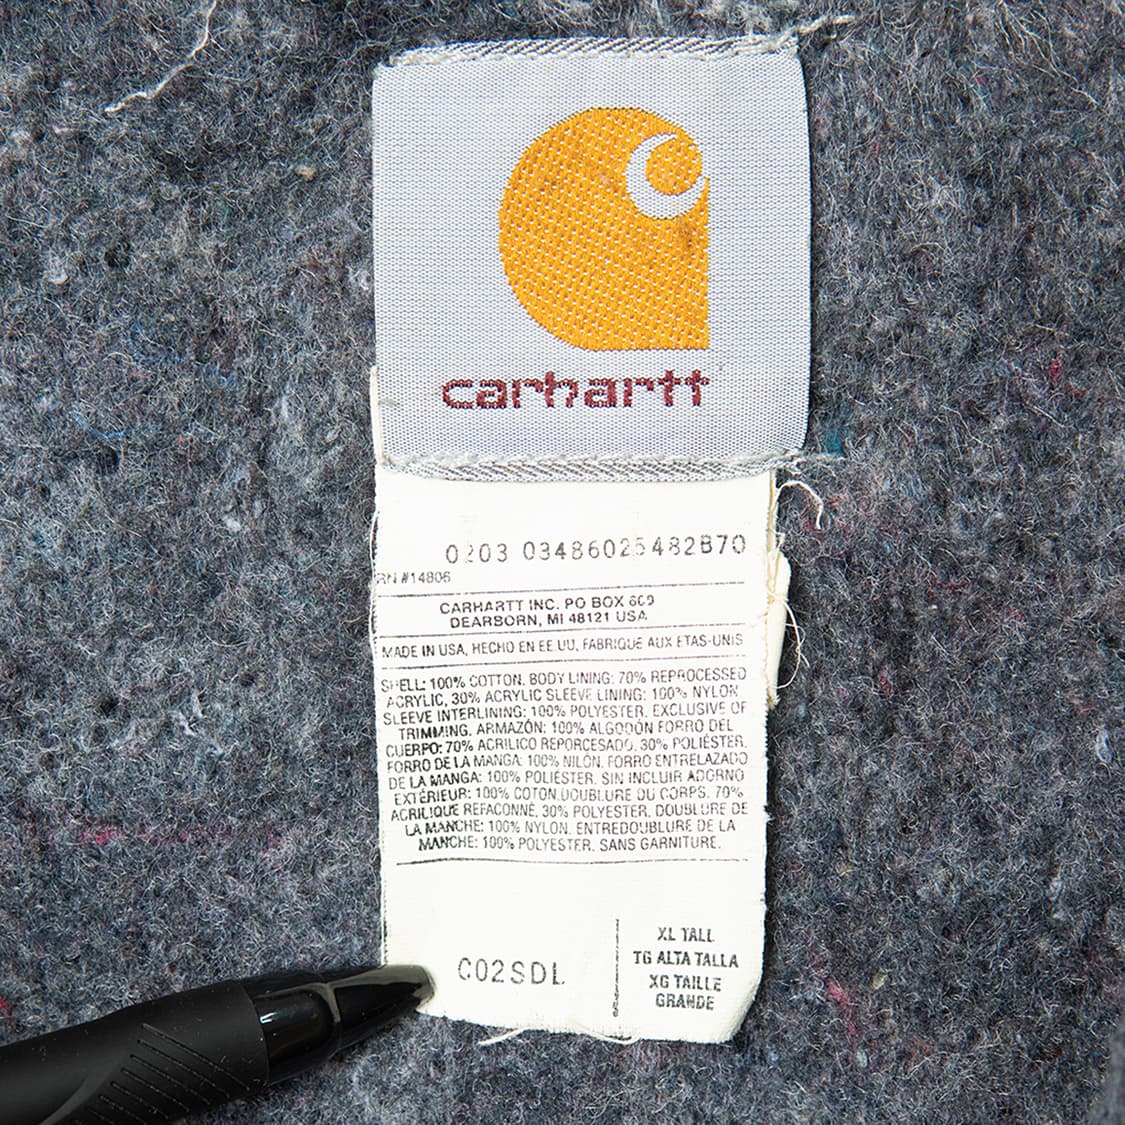 carhartt
0203 03486025482B70
RN #14806
CARHARTT INC. PO BOX 609
DEARBORN, MI 48121 USA
MADE IN USA, HECHO EN EE.UU, FABRIQUE AUX ETAS-UNIS
SHELL: 100% COTTON. BODY LINING: 70% REPROCESSED
ACRYLIC, 30% ACRYLIC SLEEVE LINING: 100% NYLON.
SLEEVE INTERLINING: 100% POLYESTER, EXCLUSIVE OF
TRIMMING. ARMAZÓN: 100% ALGODÓN FORRO DEL
CUERPO: 70% ACRILICO REPORCESADO, 30% POLIÉSTER.
FORRO DE LA MANGA: 100% NILÓN. FORRO ENTRELAZADO
DE LA MANGA: 100% POLIÉSTER. SIN INCLUIR ADORNO
EXTÉRIEUR: 100% COTON.DOUBLURE DU CORPS. 70%
ACRILIQUE REFAÇONNÉ, 30% POLYESTER. DOUBLURE DE
LA MANCHE: 100% NYLON. ENTREDOUBLURE DE LA
MANCHE: 100% POLYESTER. SANS GARNITURE.
C02SDL
XL TALL
TG ALTA TALLA
XG TAILLE
GRANDE